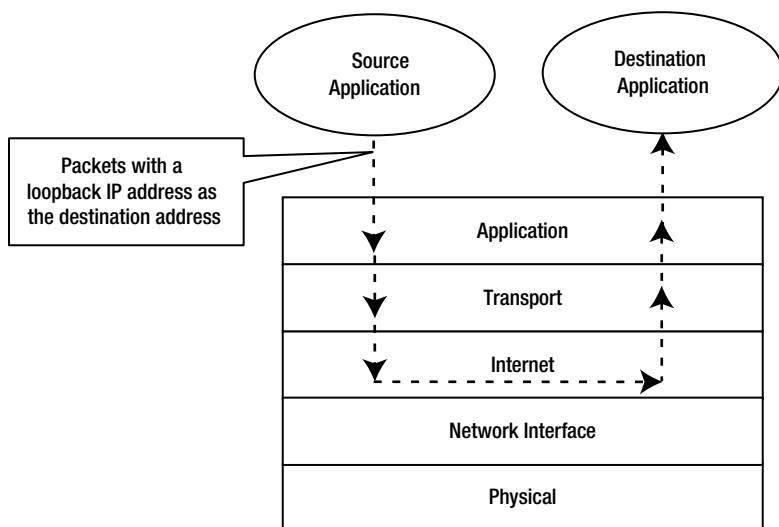 Source
Application
Destination
Application
Packets with a
loopback IP address as
the destination address
Application
Transport
Internet
Network Interface
Physical